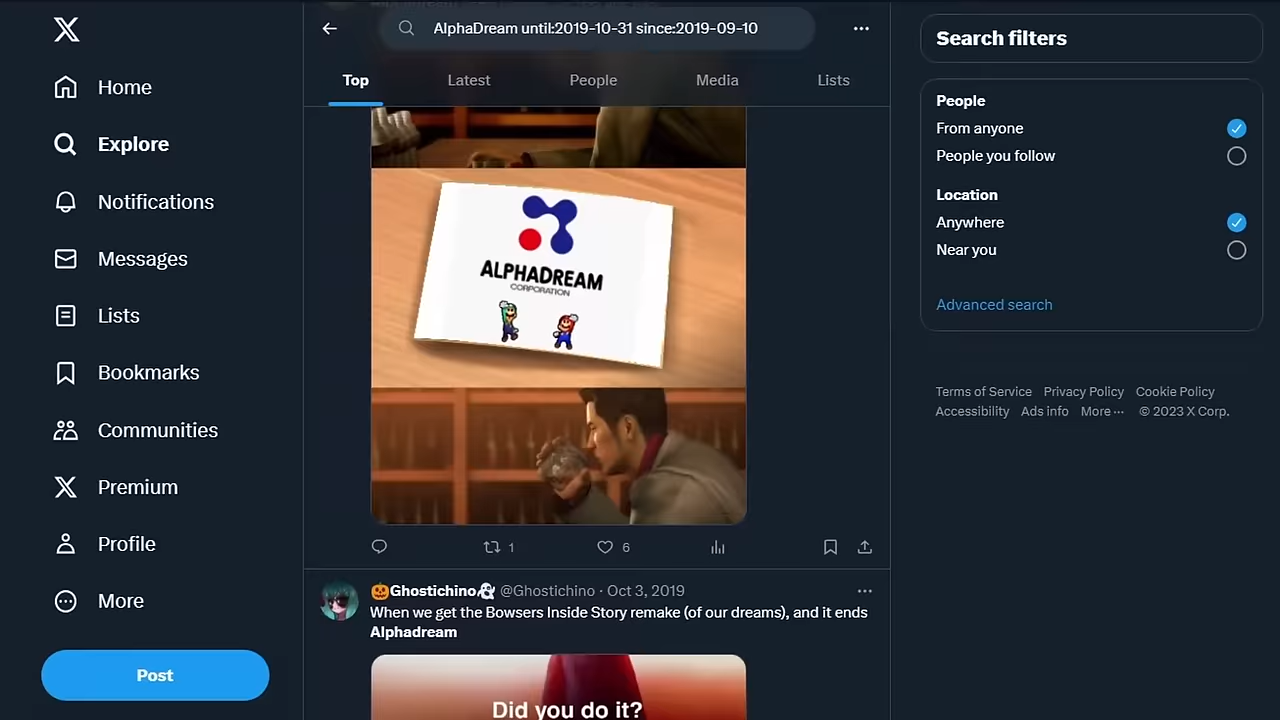 Home
Explore
Notifications
Messages
Lists
Bookmarks
Communities
Premium
Profile
More
Post
AlphaDream until:2019-10-31 since:2019-09-10
Top Latest People Media Lists
ALPHADREAM
CORPORATION
1 6
🎃Ghostichino👻 @Ghostichino · Oct 3, 2019
When we get the Bowsers Inside Story remake (of our dreams), and it ends
Alphadream
Did you do it?
Search filters
People
From anyone
People you follow
Location
Anywhere
Near you
Advanced search
Terms of Service Privacy Policy Cookie Policy
Accessibility Ads info More ··· © 2023 X Corp.